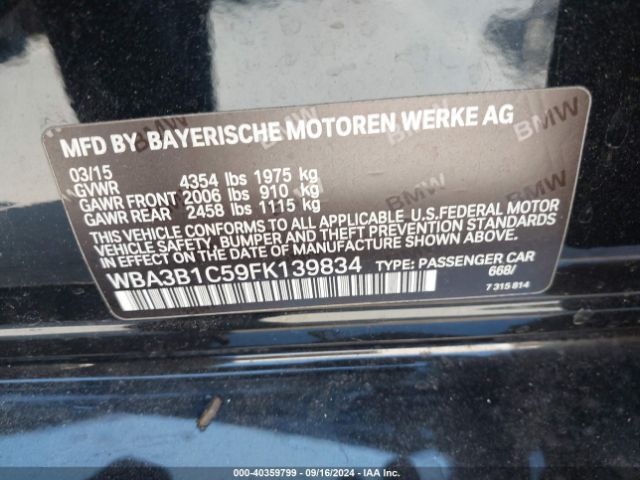 MFD BY BAYERISCHE MOTOREN WERKE AG
03/15
GVWR 4354 lbs 1975 kg
GAWR FRONT 2006 lbs 910 kg
GAWR REAR 2458 lbs 1115 kg
THIS VEHICLE CONFORMS TO ALL APPLICABLE U.S.FEDERAL MOTOR
VEHICLE SAFETY, BUMPER, AND THEFT PREVENTION STANDARDS
IN EFFECT ON THE DATE OF MANUFACTURE SHOWN ABOVE.
WBA3B1C59FK139834 TYPE: PASSENGER CAR
668/
7 315 814
BMW
BMW
BMW
BMW
000-40359799 - 09/16/2024 - IAA Inc.